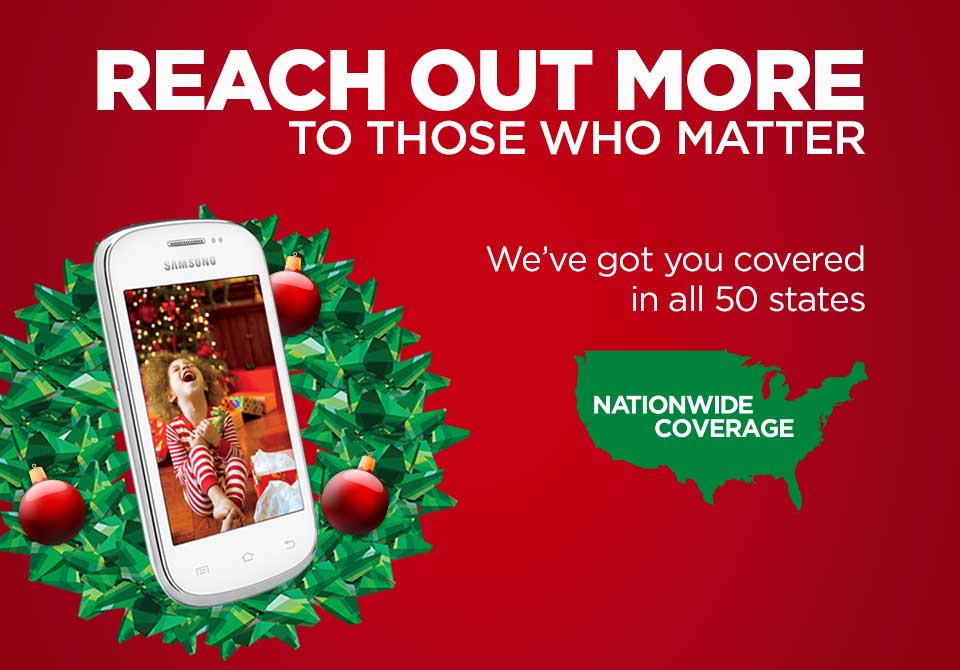 REACH OUT MORE
TO THOSE WHO MATTER
SAMSUNG
We've got you covered
in all 50 states
NATIONWIDE
COVERAGE